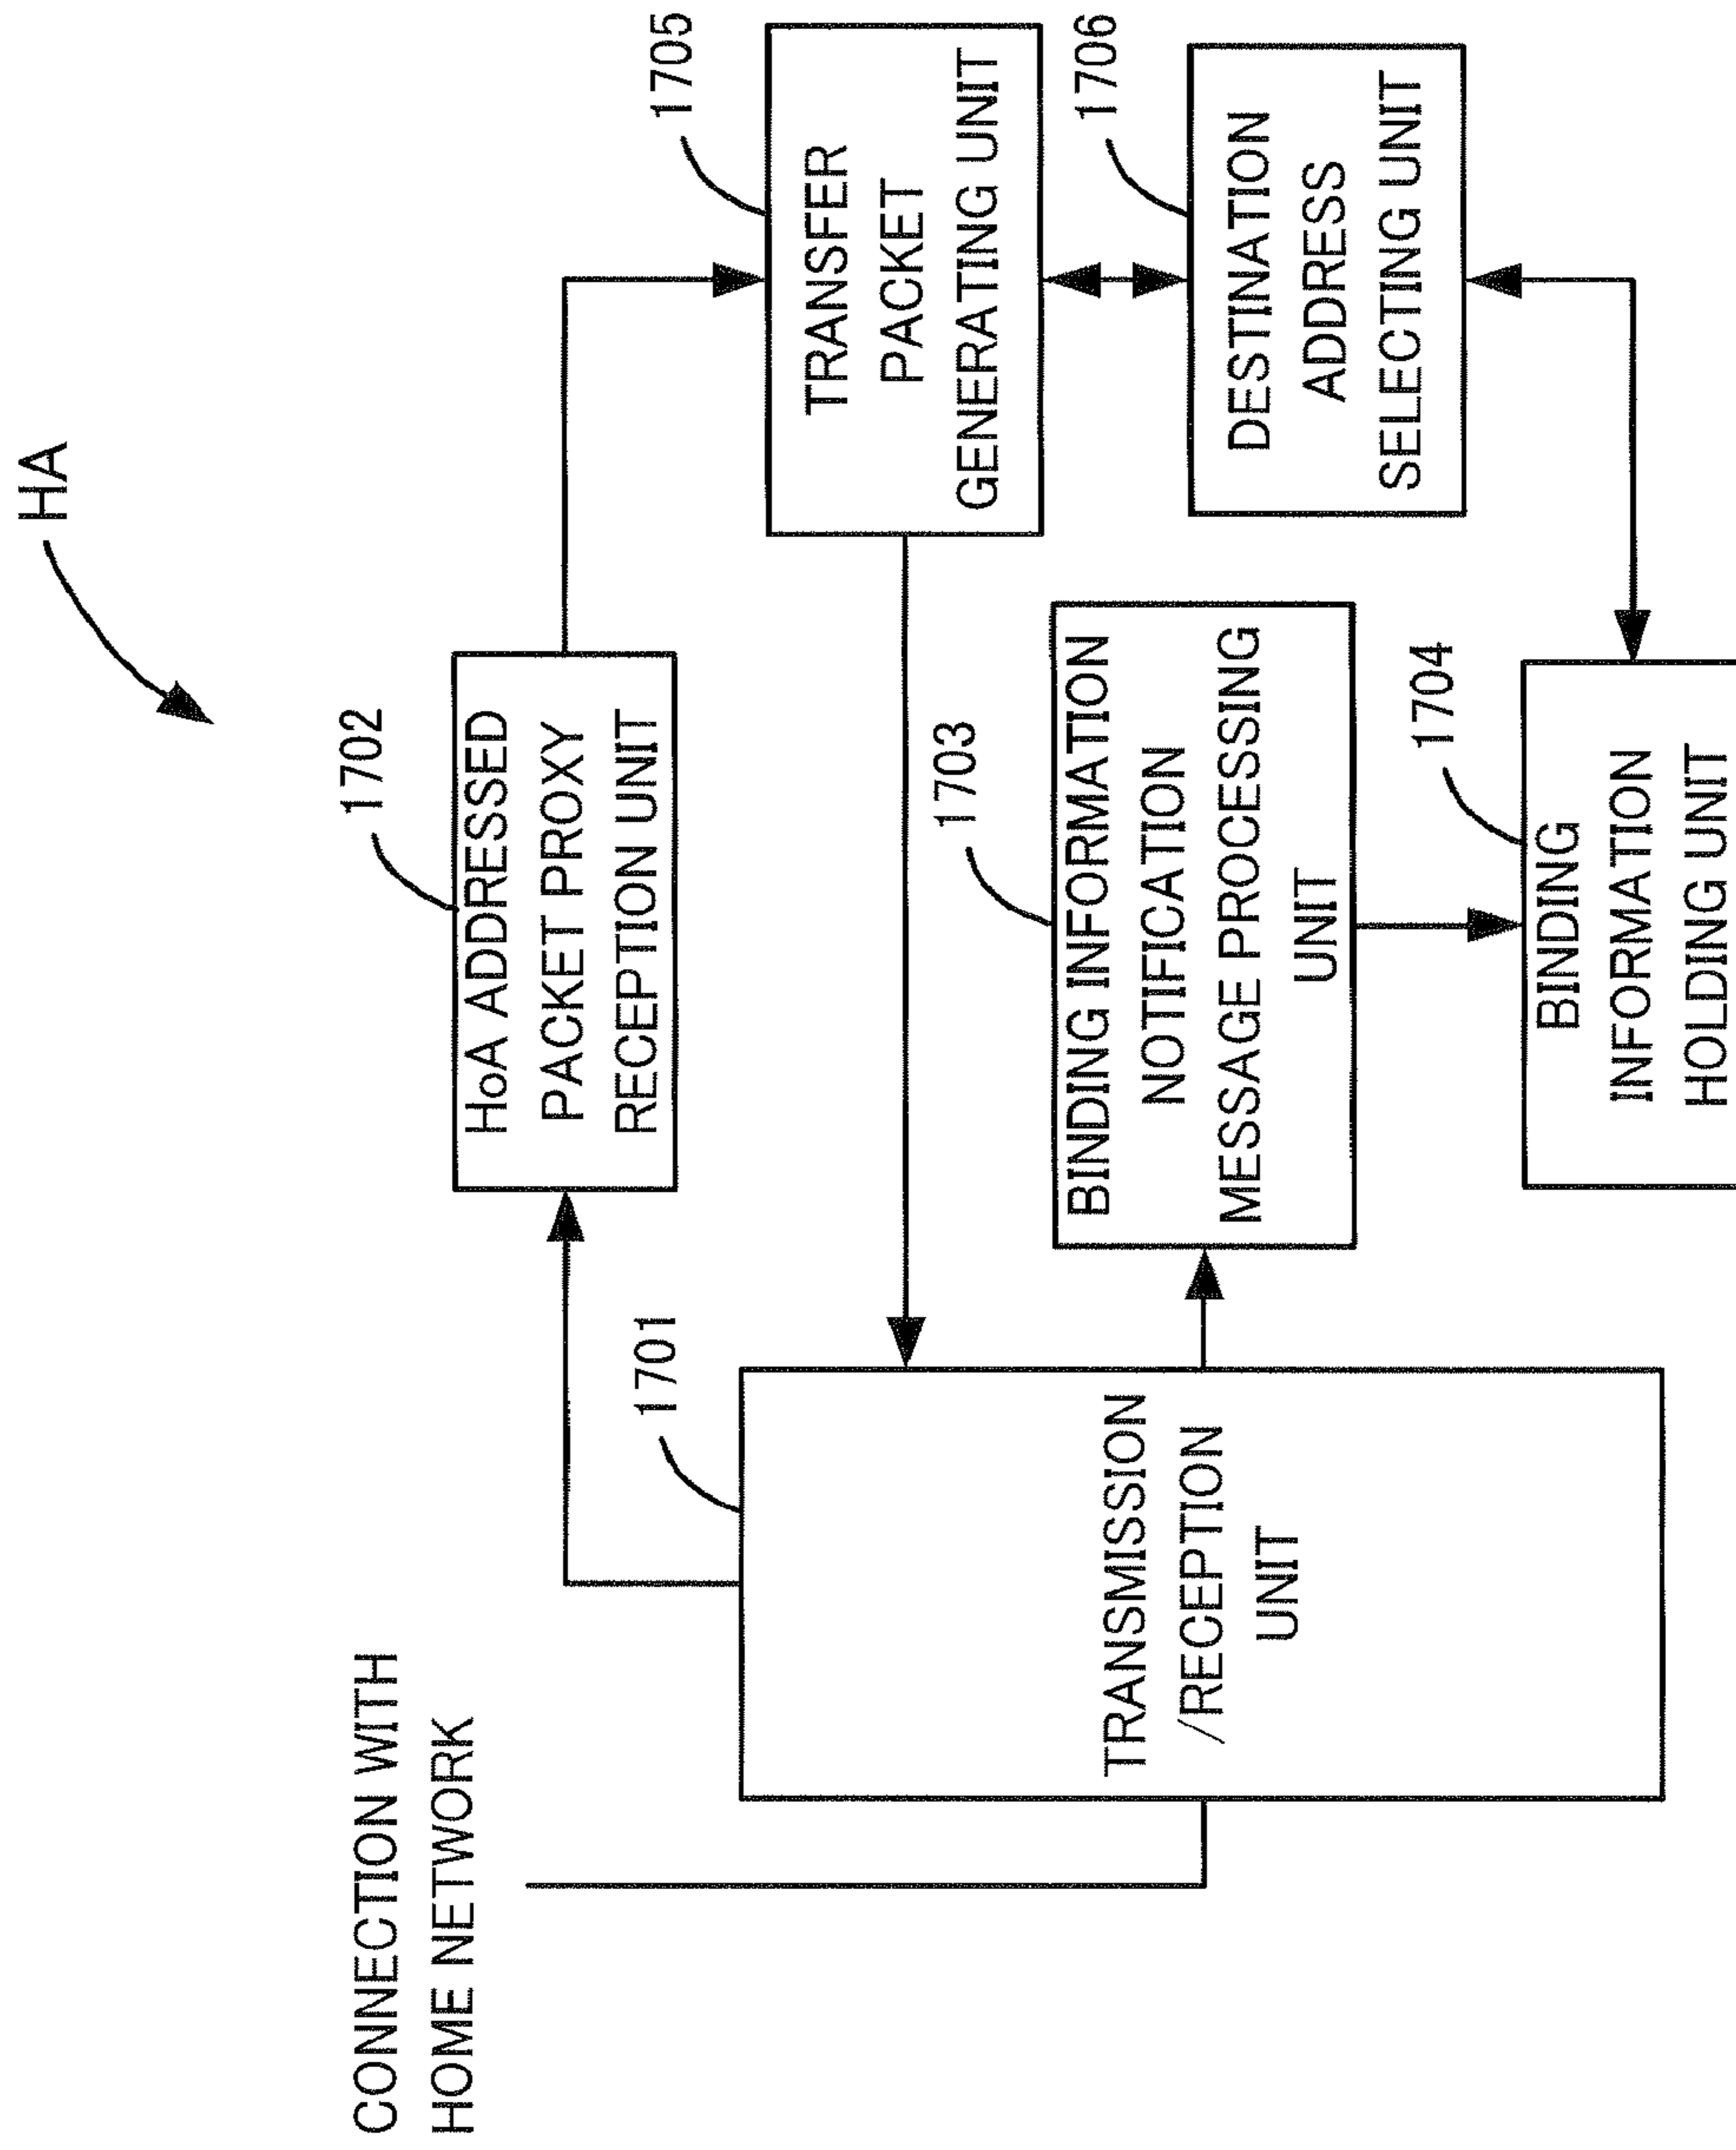 HA
CONNECTION WITH
HOME NETWORK
1702
HoA ADDRESSED
PACKET PROXY
RECEPTION UNIT
1701
TRANSMISSION
/RECEPTION
UNIT
1705
TRANSFER
PACKET
GENERATING UNIT
1703
BINDING INFORMATION
NOTIFICATION
MESSAGE PROCESSING
UNIT
1706
DESTINATION
ADDRESS
SELECTING UNIT
1704
BINDING
INFORMATION
HOLDING UNIT